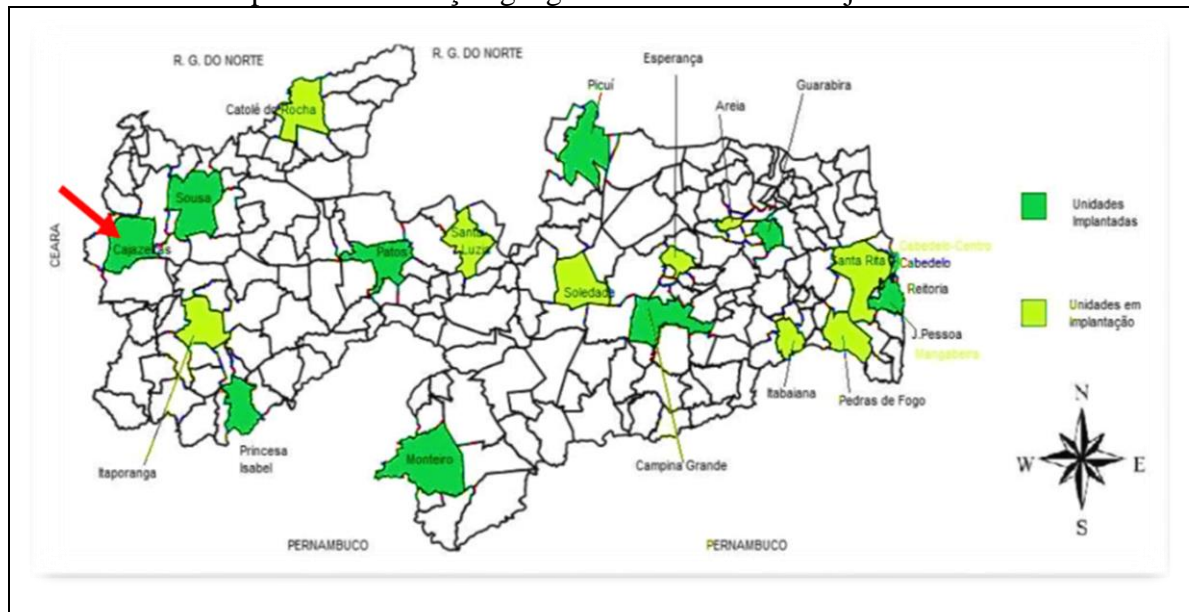 R. G. DO NORTE
R. G. DO NORTE
Esperança
Picuí
Guarabira
Catolé do Rocha
Areia
Sousa
Unidades
Implantadas
CEARA
Cajazeiras
Santa
Luzia
Patos
Cabedelo-Centro
Santa Rita
Cabedelo
Soledade
Reitoria
Unidades em
implantação
J.Pessoa
Mangabeira
Itabaiana
Pedras de Fogo
N
Princesa
Isabel
Itaporanga
Monteiro
Campina Grande
W
E
S
PERNAMBUCO
PERNAMBUCO